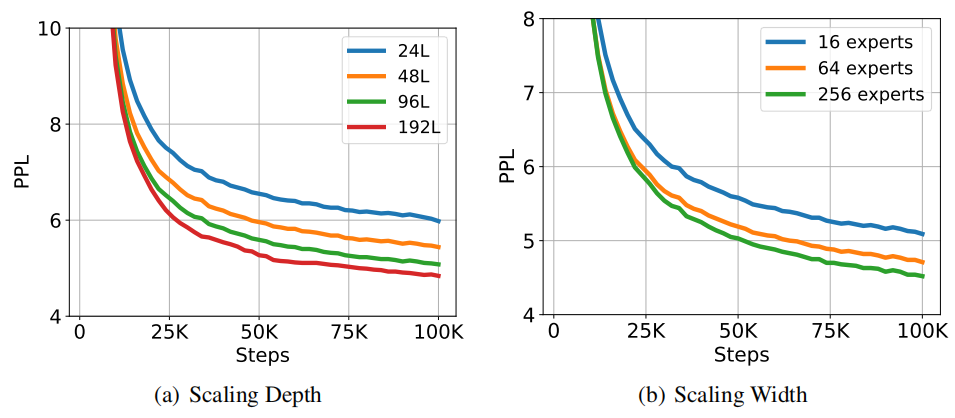 10
8
6
4
PPL
0
25K
50K
75K
100K
Steps
24L
48L
96L
192L
(a) Scaling Depth
8
7
6
5
4
PPL
0
25K
50K
75K
100K
Steps
16 experts
64 experts
256 experts
(b) Scaling Width